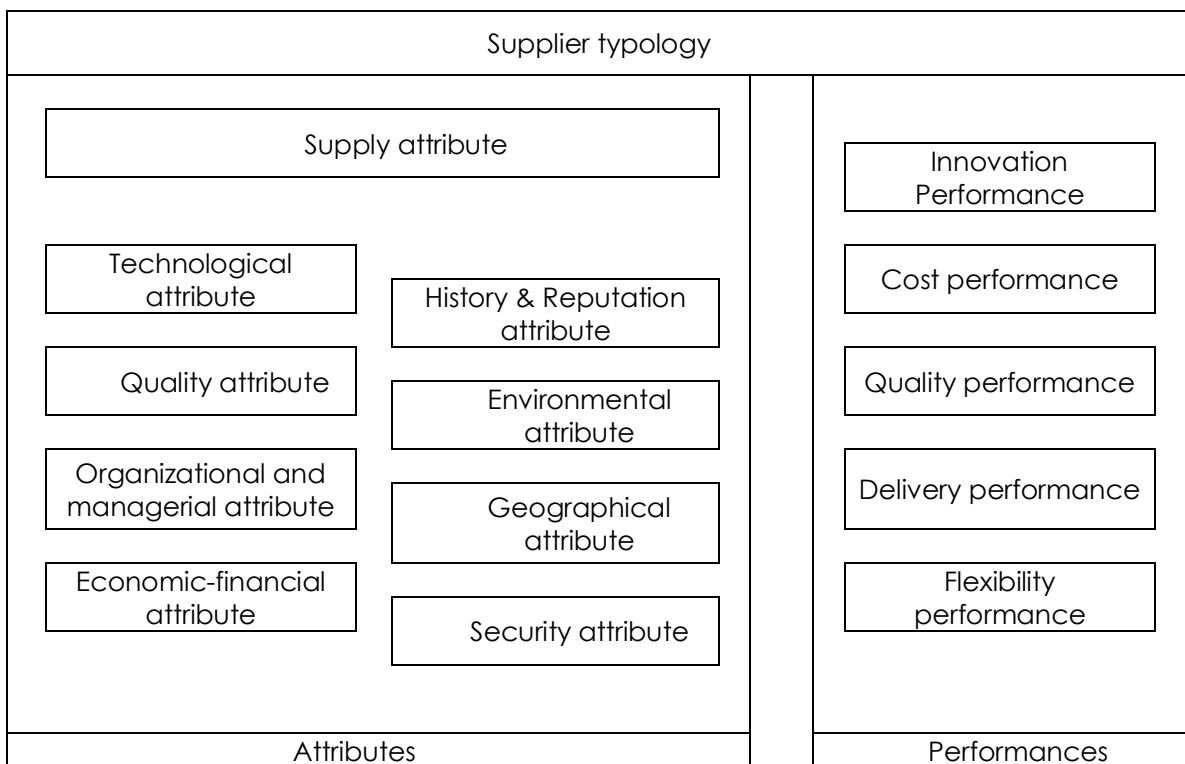 Supplier typology
Supply attribute
Technological
attribute
Quality attribute
Organizational and
managerial attribute
Economic-financial
attribute
History & Reputation
attribute
Environmental
attribute
Geographical
attribute
Security attribute
Attributes
Innovation
Performance
Cost performance
Quality performance
Delivery performance
Flexibility
performance
Performances